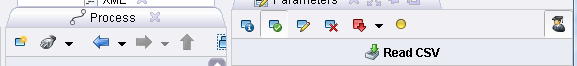 XML
Parameters
Process
Read CSV